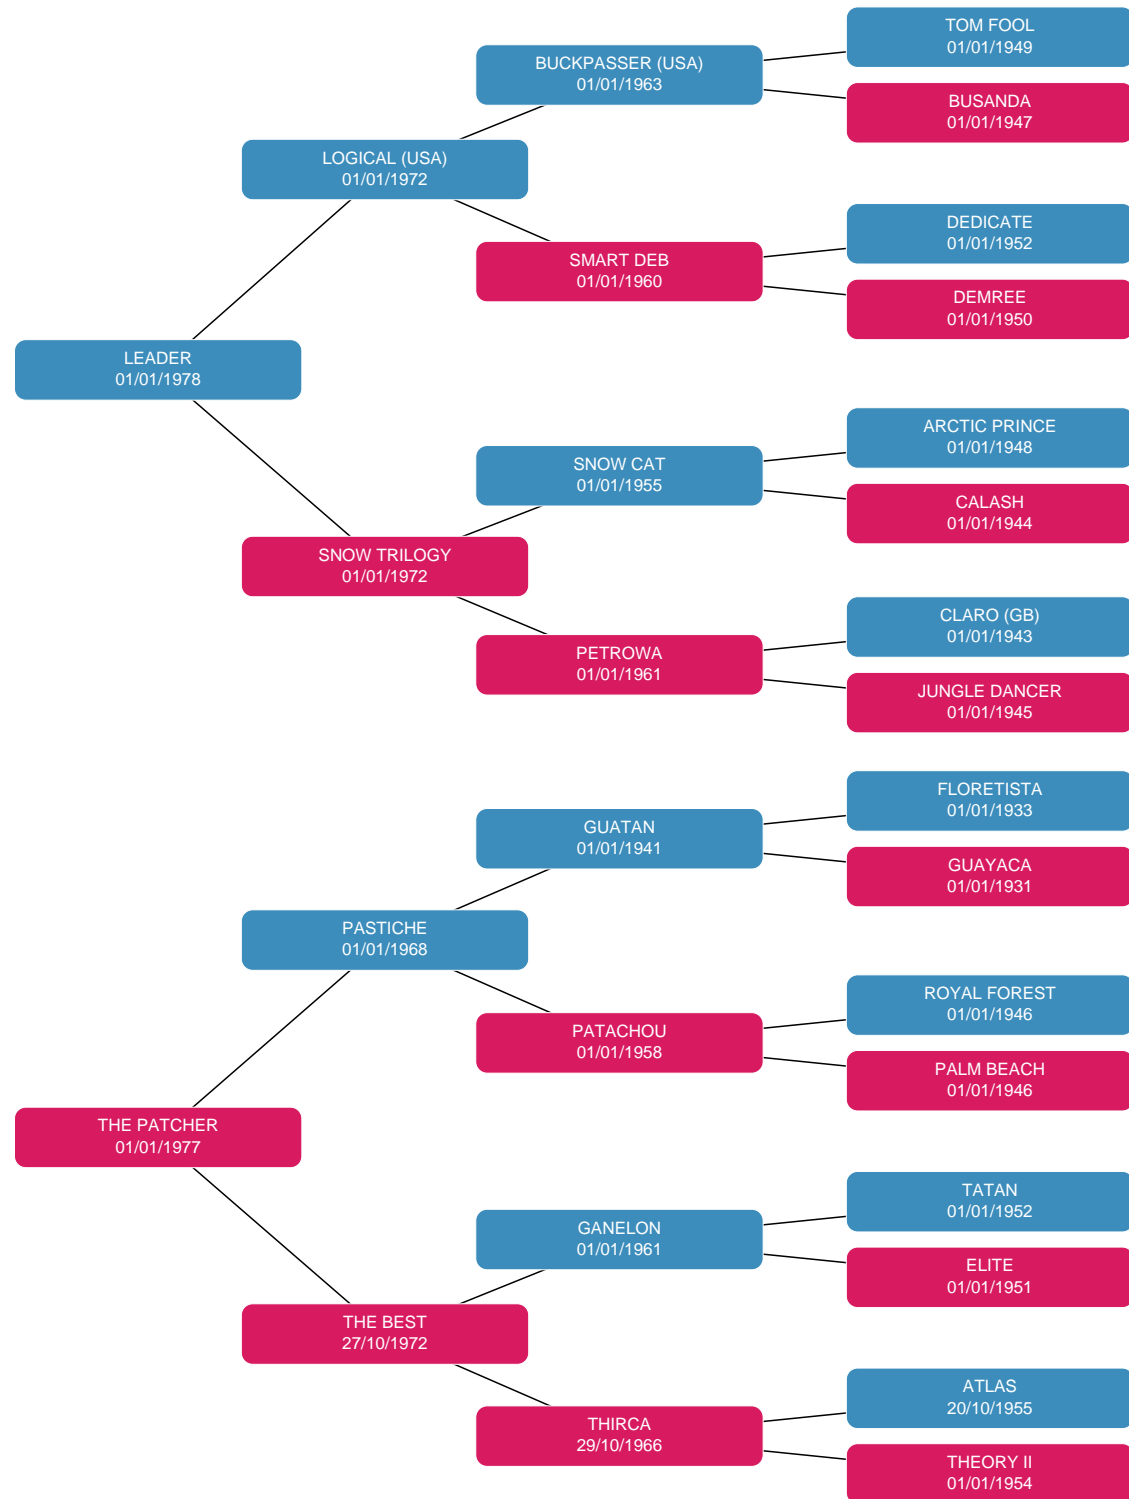 TOM FOOL
01/01/1949
BUCKPASSER (USA)
01/01/1963
BUSANDA
01/01/1947
LOGICAL (USA)
01/01/1972
DEDICATE
01/01/1952
SMART DEB
01/01/1960
DEMREE
01/01/1950
LEADER
01/01/1978
ARCTIC PRINCE
01/01/1948
SNOW CAT
01/01/1955
CALASH
01/01/1944
SNOW TRILOGY
01/01/1972
CLARO (GB)
01/01/1943
PETROWA
01/01/1961
JUNGLE DANCER
01/01/1945
FLORETISTA
01/01/1933
GUATAN
01/01/1941
GUAYACA
01/01/1931
PASTICHE
01/01/1968
ROYAL FOREST
01/01/1946
PATACHOU
01/01/1958
PALM BEACH
01/01/1946
THE PATCHER
01/01/1977
TATAN
01/01/1952
GANELON
01/01/1961
ELITE
01/01/1951
THE BEST
27/10/1972
ATLAS
20/10/1955
THIRCA
29/10/1966
THEORY II
01/01/1954